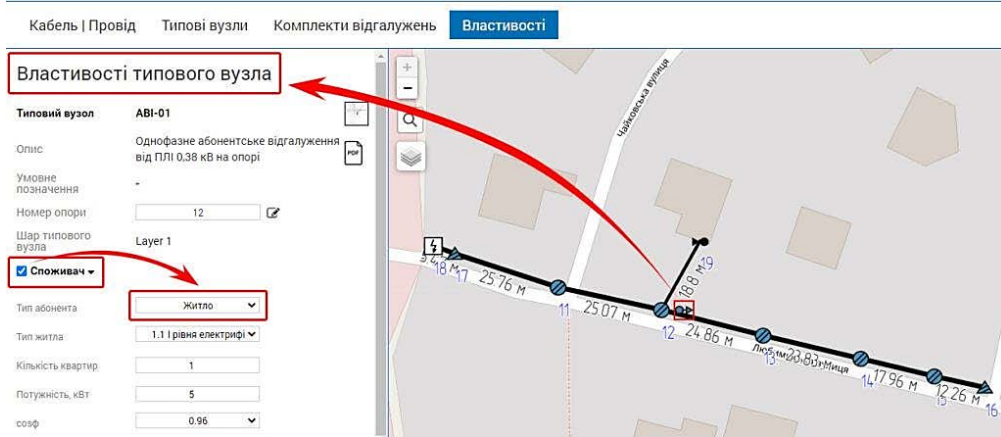 Кабель | Провід Типові вузли Комплекти відгалужень Властивості
Властивості типового вузла
Типовий вузол ABI-01
Опис Однофазне абонентське відгалуження
від ПЛІ 0,38 кВ на опорі
PDF
Умовне
позначення -
Номер опори 12
Шар типового
вузла Layer 1
Споживач
Тип абонента Житло
Тип житла 1.1 І рівня електрифі
Кількість квартир 1
Потужність, кВт 5
cosф 0.96
+
-
Чайковська вулиця
18 17 25.76 м
11 25.07 м
18.8 м 19
12 24.86 м
13 23.83 м
14 17.96 м
12.26 м
16